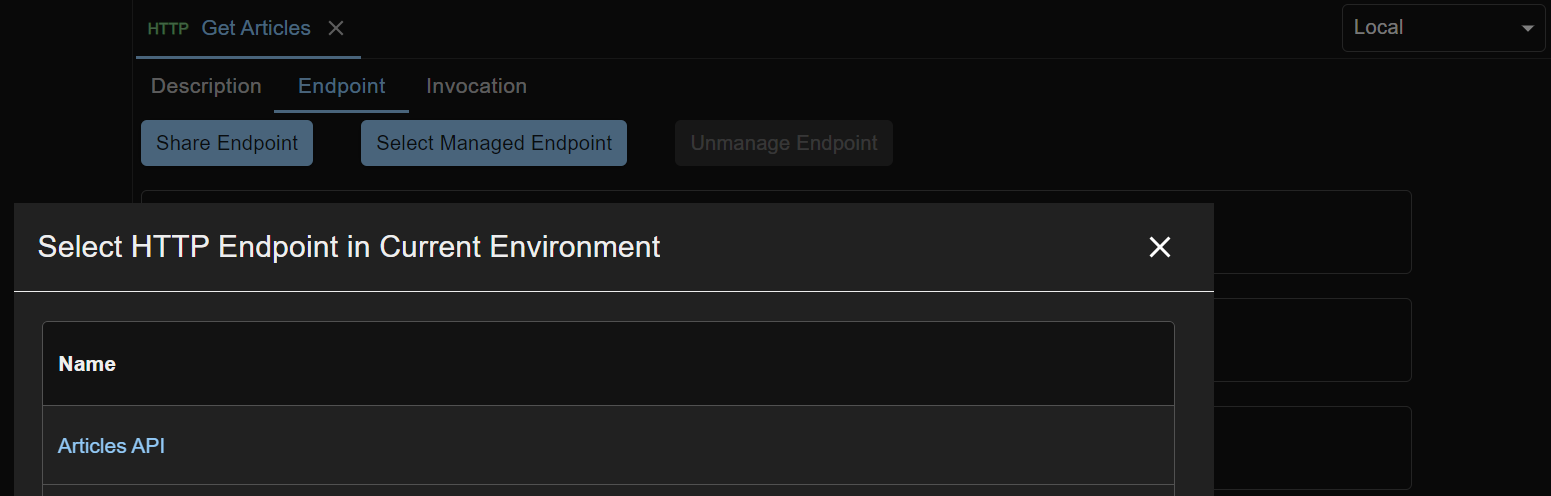 HTTP Get Articles
Local
Description Endpoint Invocation
Share Endpoint Select Managed Endpoint Unmanage Endpoint
Select HTTP Endpoint in Current Environment
Name
Articles API